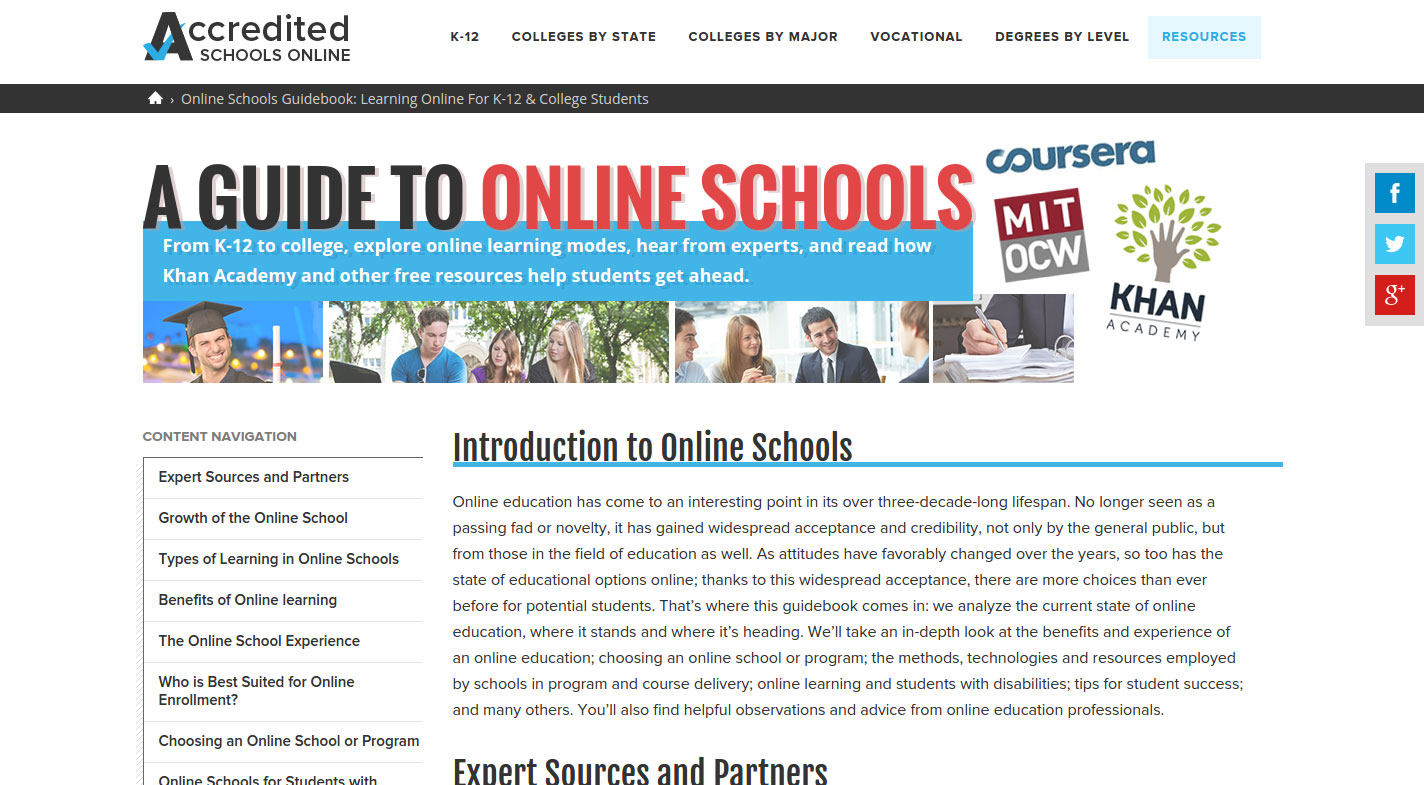 Accredited
SCHOOLS ONLINE
K-12 COLLEGES BY STATE COLLEGES BY MAJOR VOCATIONAL DEGREES BY LEVEL RESOURCES
› Online Schools Guidebook: Learning Online For K-12 & College Students
A GUIDE TO ONLINE SCHOOLS
From K-12 to college, explore online learning modes, hear from experts, and read how
Khan Academy and other free resources help students get ahead.
coursera
MIT
OCW
KHAN
ACADEMY
f
g+
CONTENT NAVIGATION
Expert Sources and Partners
Growth of the Online School
Types of Learning in Online Schools
Benefits of Online learning
The Online School Experience
Who is Best Suited for Online
Enrollment?
Choosing an Online School or Program
Online Schools for Students with
Introduction to Online Schools
Online education has come to an interesting point in its over three-decade-long lifespan. No longer seen as a
passing fad or novelty, it has gained widespread acceptance and credibility, not only by the general public, but
from those in the field of education as well. As attitudes have favorably changed over the years, so too has the
state of educational options online; thanks to this widespread acceptance, there are more choices than ever
before for potential students. That’s where this guidebook comes in: we analyze the current state of online
education, where it stands and where it’s heading. We’ll take an in-depth look at the benefits and experience of
an online education; choosing an online school or program; the methods, technologies and resources employed
by schools in program and course delivery; online learning and students with disabilities; tips for student success;
and many others. You’ll also find helpful observations and advice from online education professionals.
Expert Sources and Partners